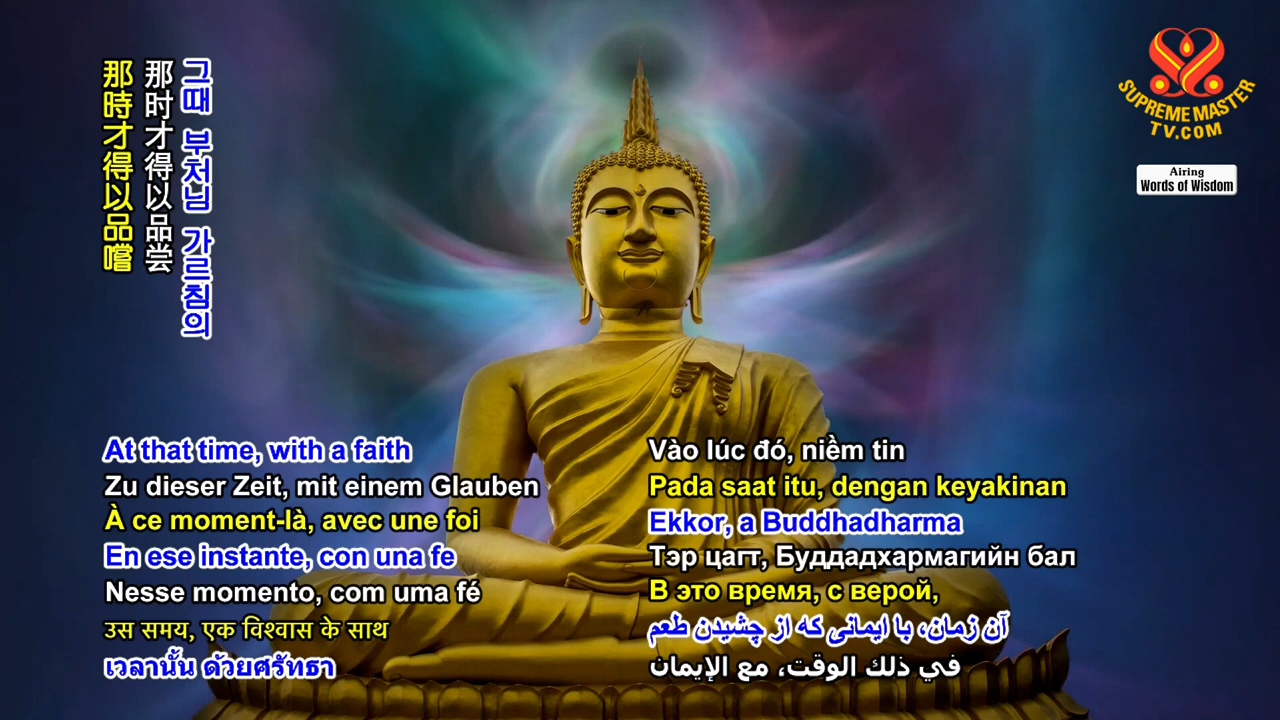 那時才得以品嚐
那时才得以品尝
그때 부처님 가르침의
SUPREME MASTER
TV.COM
Airing
Words of Wisdom
At that time, with a faith
Zu dieser Zeit, mit einem Glauben
À ce moment-là, avec une foi
En ese instante, con una fe
Nesse momento, com uma fé
उस समय, एक विश्वास के साथ
เวลานั้น ด้วยศรัทธา
Vào lúc đó, niềm tin
Pada saat itu, dengan keyakinan
Ekkor, a Buddhadharma
Тэр цагт, Буддадхармагийн бал
В это время, с верой,
آن زمان، با ایمانی که از چشیدن طعم
في ذلك الوقت، مع الإيمان